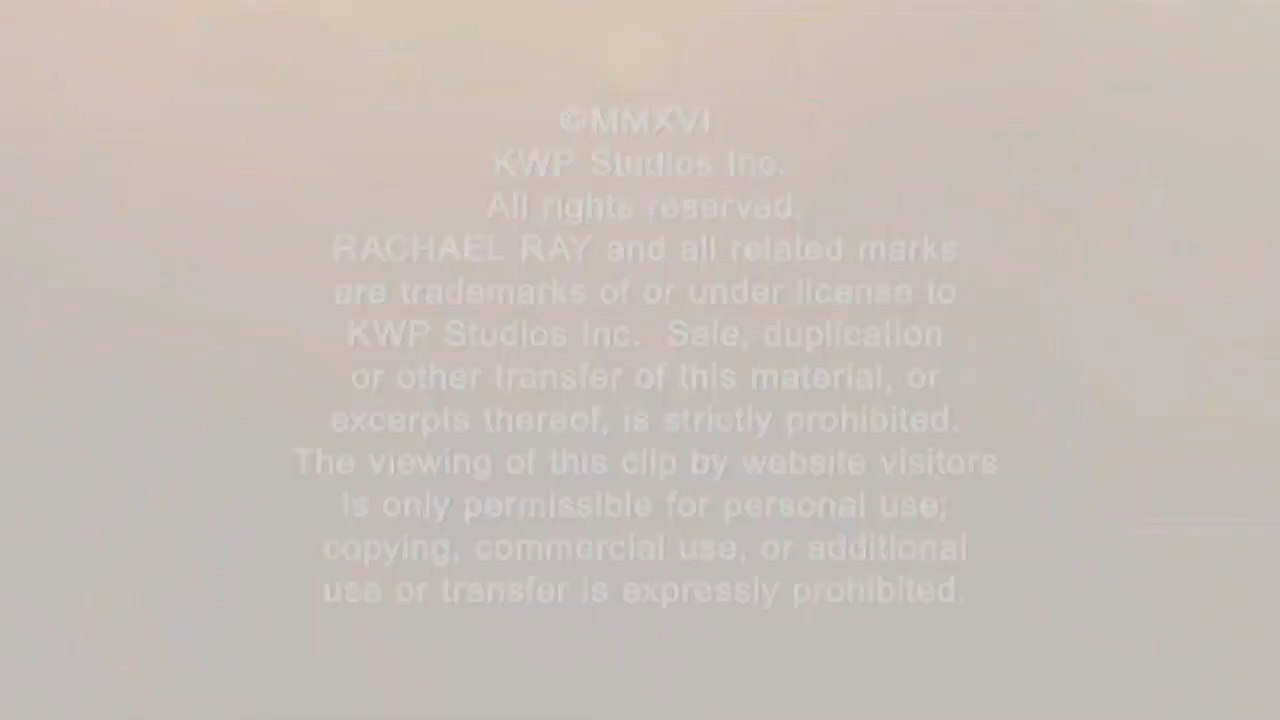 ©MMXVI
KWP Studios Inc.
All rights reserved.
RACHAEL RAY and all related marks
are trademarks of or under license to
KWP Studios Inc. Sale, duplication
or other transfer of this material, or
excerpts thereof, is strictly prohibited.
The viewing of this clip by website visitors
is only permissible for personal use;
copying, commercial use, or additional
use or transfer is expressly prohibited.